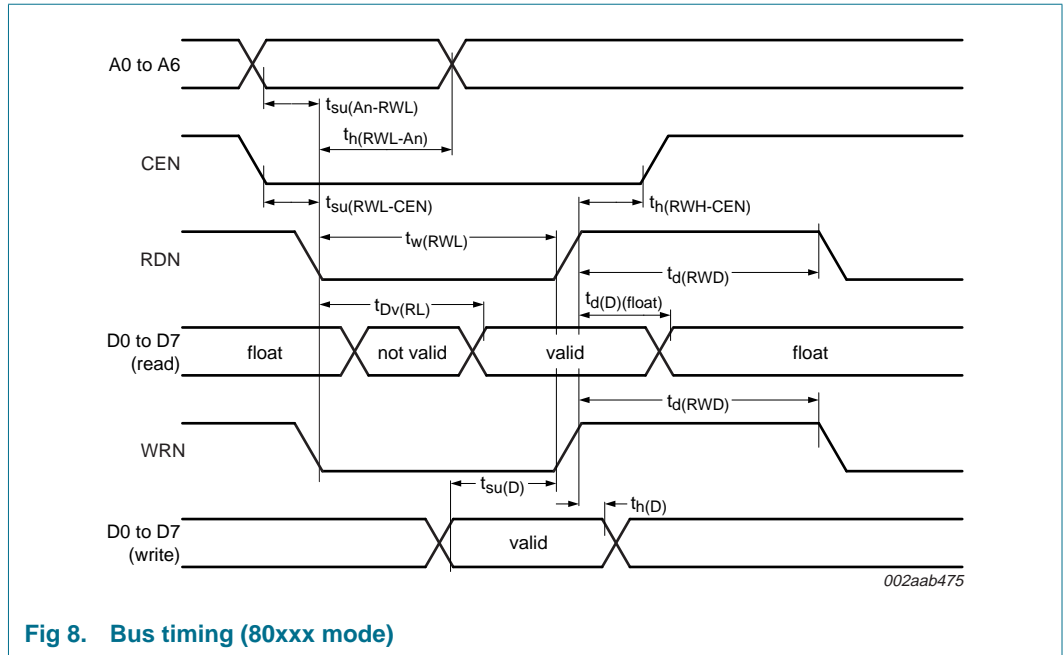 A0 to A6
tsu(An-RWL)
th(RWL-An)
CEN
tsu(RWL-CEN)
th(RWH-CEN)
RDN
tw(RWL)
td(RWD)
tDv(RL)
td(D)(float)
D0 to D7
(read)
float
not valid
valid
float
td(RWD)
WRN
tsu(D)
th(D)
D0 to D7
(write)
valid
002aab475
Fig 8. Bus timing (80xxx mode)